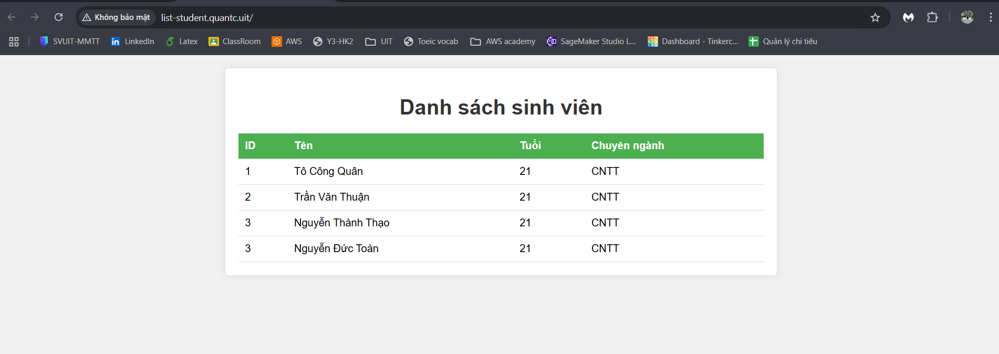 Không bảo mật list-student.quantc.uit/
SVUIT-MMTT LinkedIn Latex ClassRoom AWS Y3-HK2 UIT Toeic vocab AWS academy SageMaker Studio L... Dashboard - Tinkerc... Quản lý chi tiêu
Danh sách sinh viên
ID Tên Tuổi Chuyên ngành
1 Tô Công Quân 21 CNTT
2 Trần Văn Thuận 21 CNTT
3 Nguyễn Thành Thạo 21 CNTT
3 Nguyễn Đức Toàn 21 CNTT